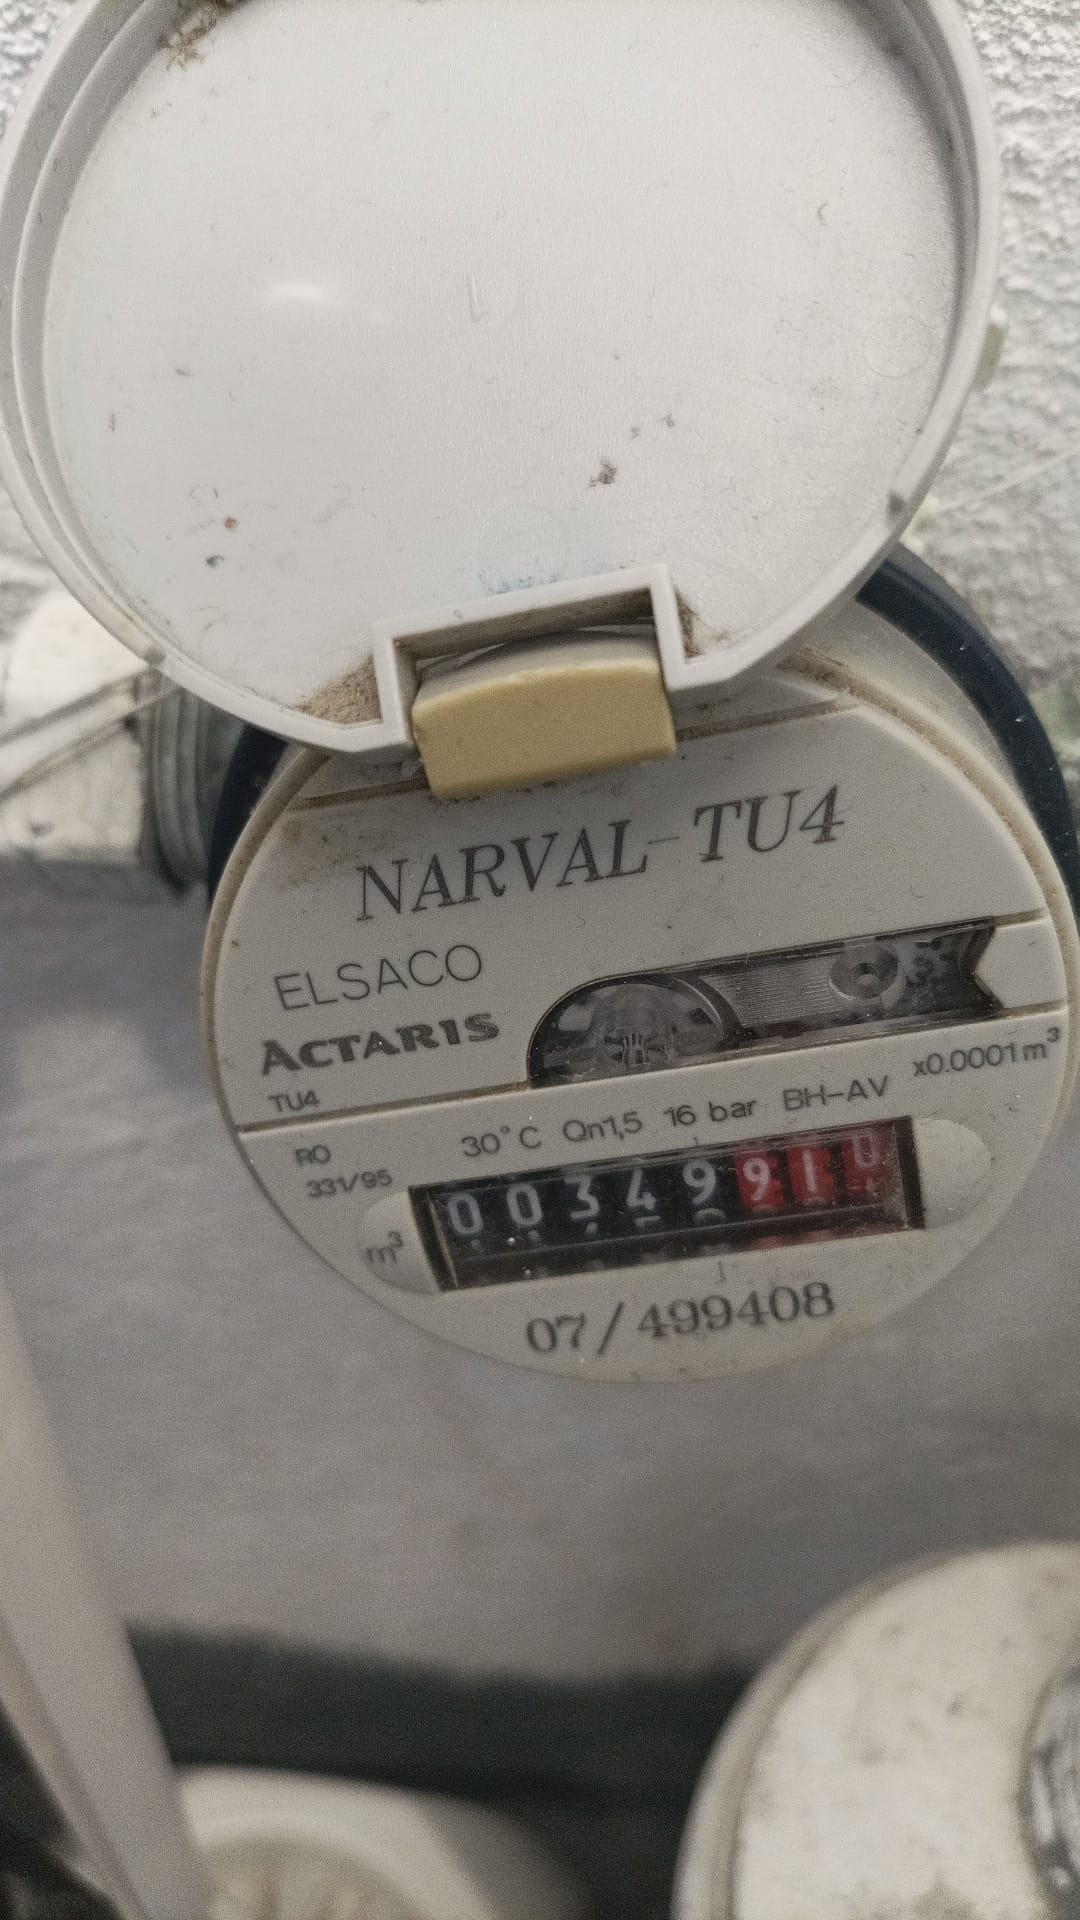 NARVAL-TU4
ELSACO
ACTARIS
TU4
x0.0001m³
30°C Qn1,5 16 bar BH-AV
RO
331/95
00349910
m³
07/499408